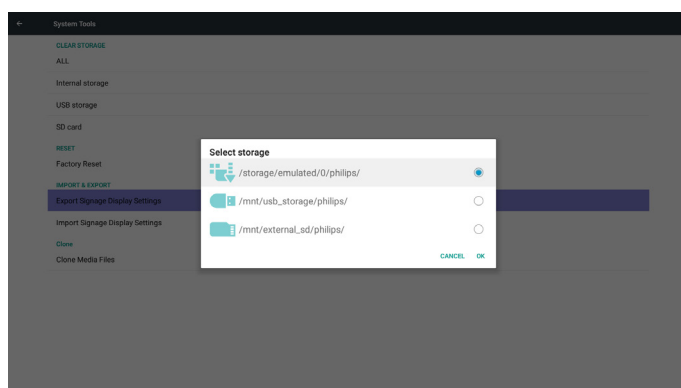 System Tools
CLEAR STORAGE
ALL
Internal storage
USB storage
SD card
RESET
Factory Reset
IMPORT & EXPORT
Export Signage Display Settings
Import Signage Display Settings
Clone
Clone Media Files
Select storage
/storage/emulated/0/philips/
/mnt/usb_storage/philips/
/mnt/external_sd/philips/
CANCEL OK